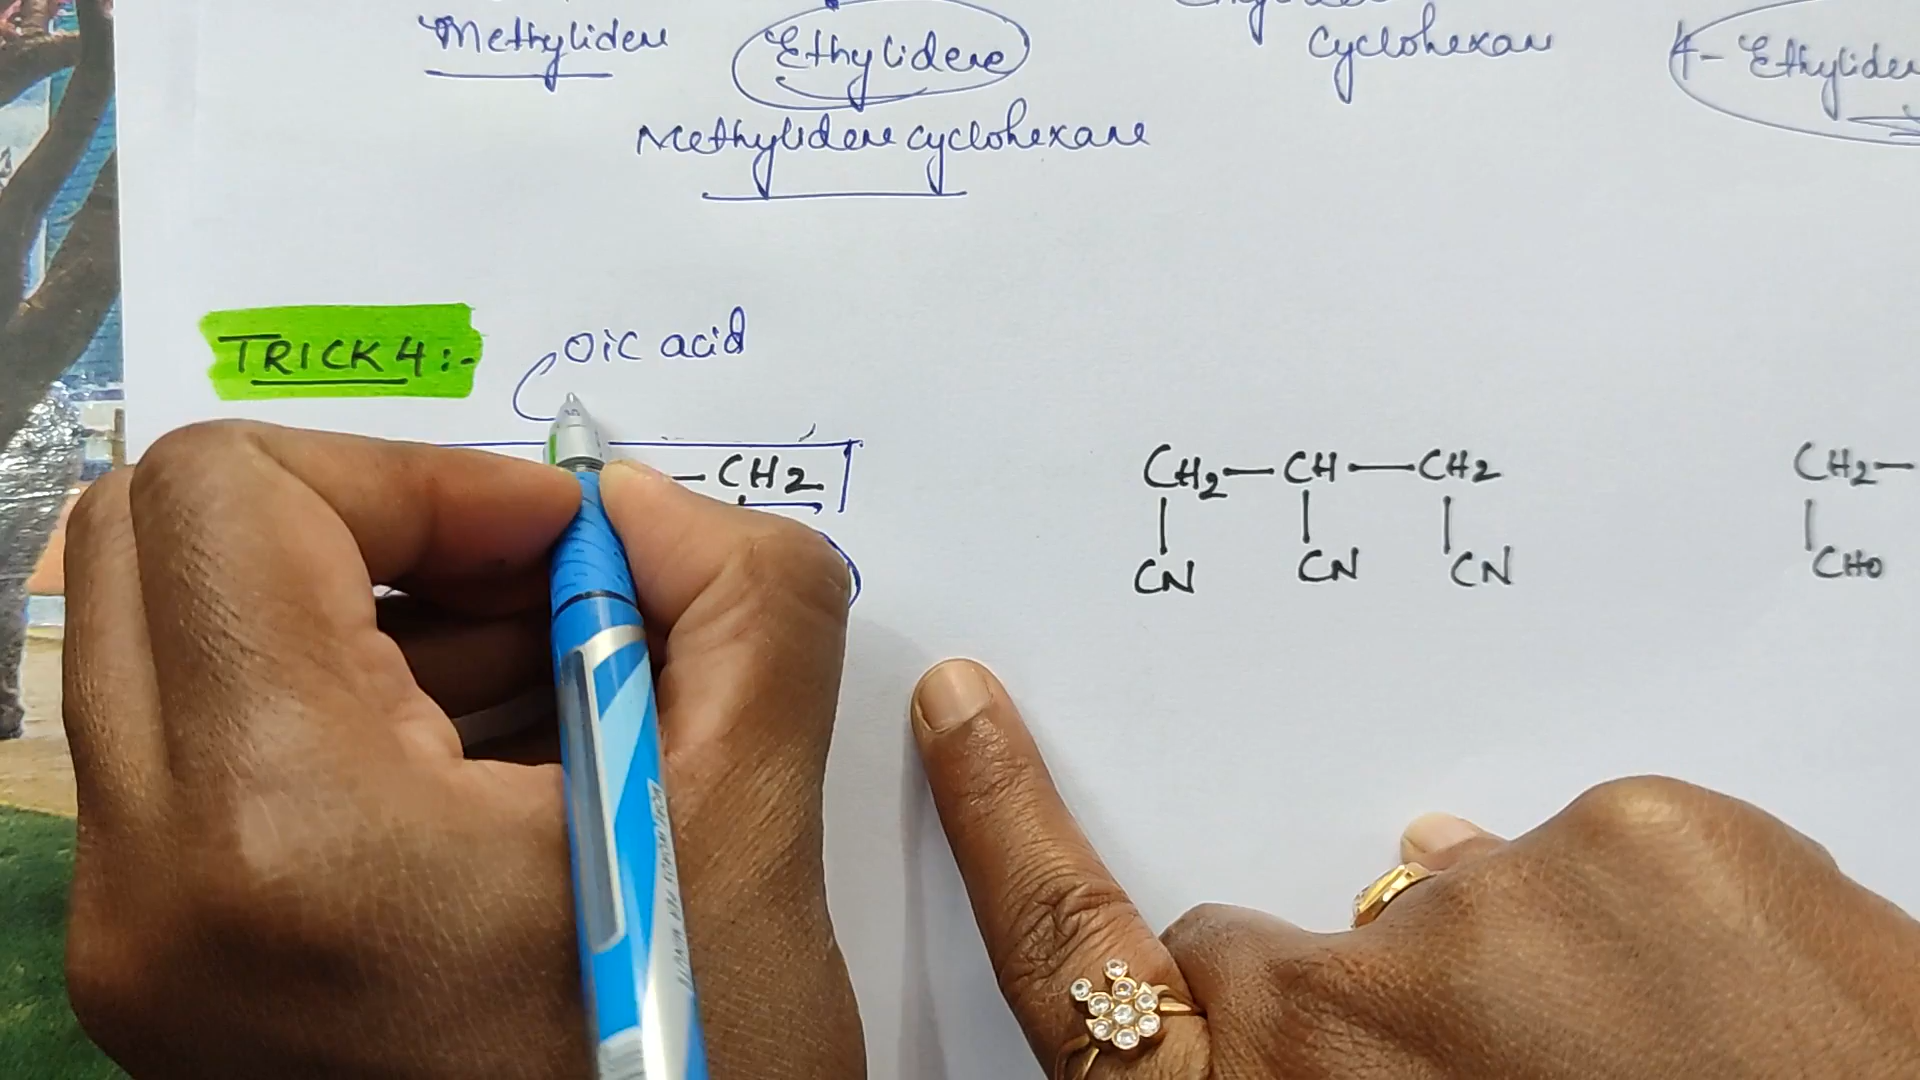 Methylidene
Ethylidene
cyclohexane
4- Ethyliden
Methylidene cyclohexane
TRICK 4:-
oic acid
—CH2
CH2—CH—CH2
CN CN CN
CH2—
CHO